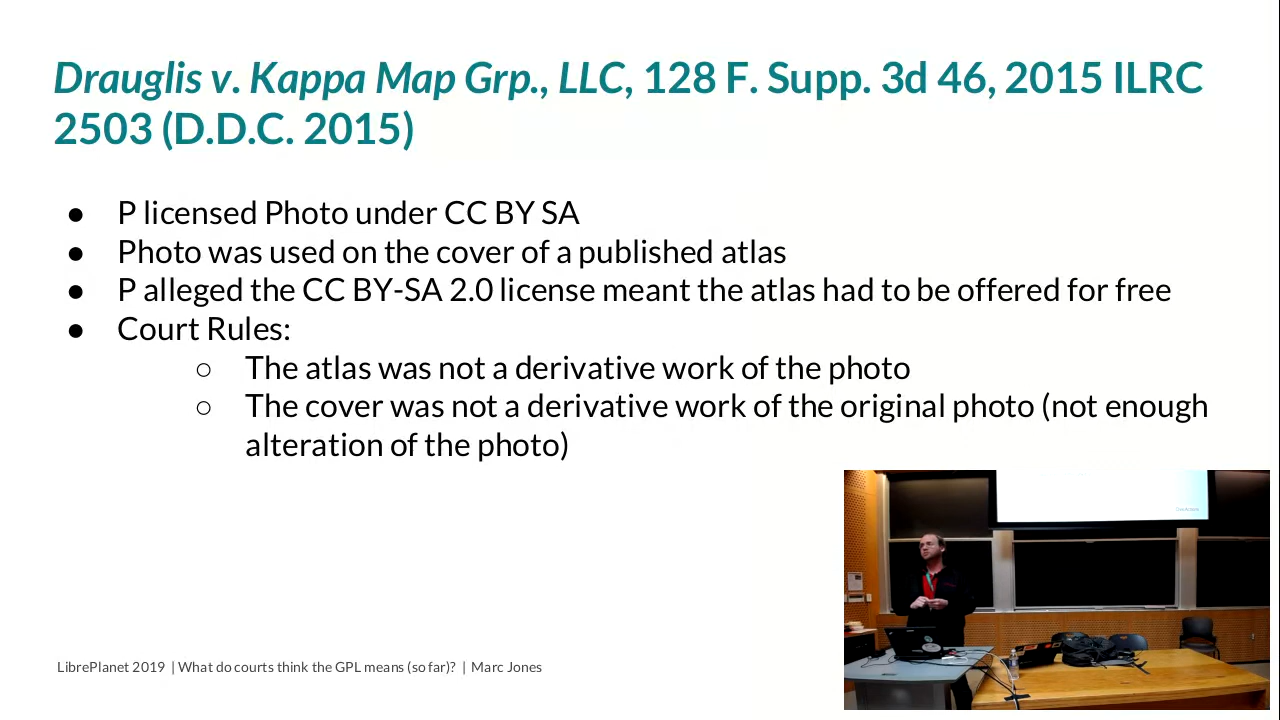 Drauglis v. Kappa Map Grp., LLC, 128 F. Supp. 3d 46, 2015 ILRC
2503 (D.D.C. 2015)
● P licensed Photo under CC BY SA
● Photo was used on the cover of a published atlas
● P alleged the CC BY-SA 2.0 license meant the atlas had to be offered for free
● Court Rules:
○ The atlas was not a derivative work of the photo
○ The cover was not a derivative work of the original photo (not enough
alteration of the photo)
LibrePlanet 2019 | What do courts think the GPL means (so far)? | Marc Jones